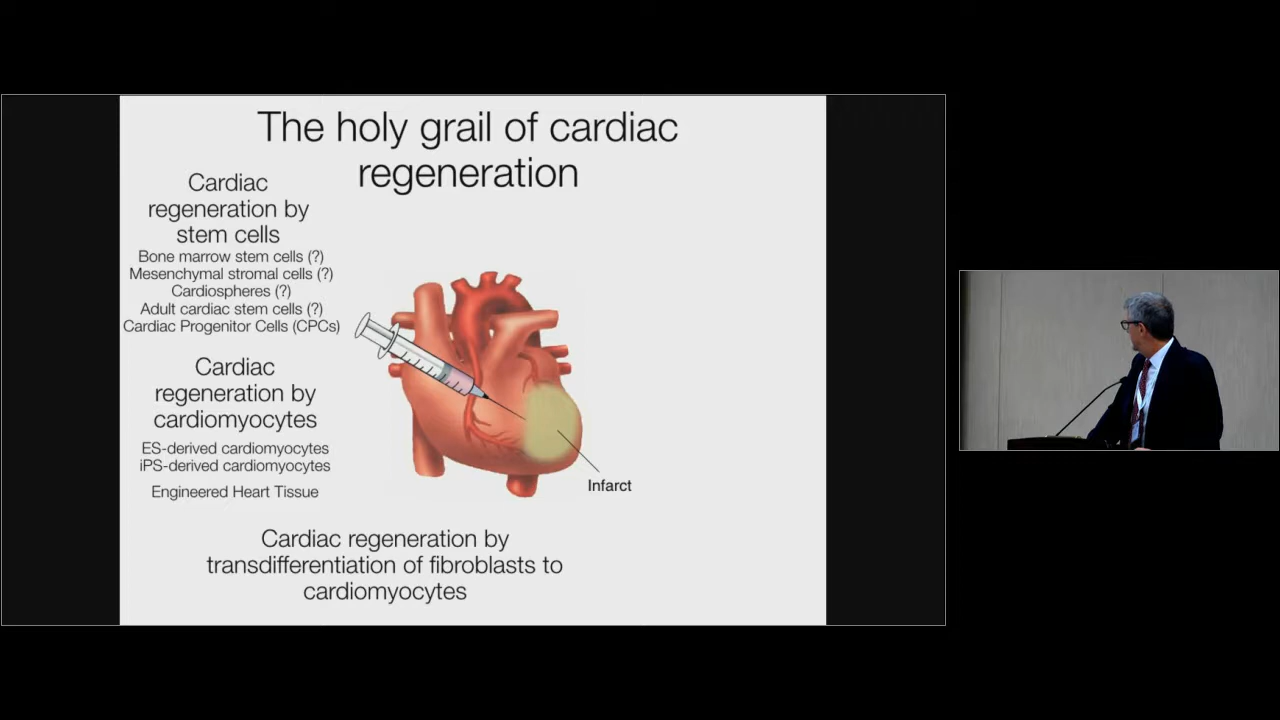 The holy grail of cardiac
regeneration
Cardiac
regeneration by
stem cells
Bone marrow stem cells (?)
Mesenchymal stromal cells (?)
Cardiospheres (?)
Adult cardiac stem cells (?)
Cardiac Progenitor Cells (CPCs)
Cardiac
regeneration by
cardiomyocytes
ES-derived cardiomyocytes
iPS-derived cardiomyocytes
Engineered Heart Tissue
Infarct
Cardiac regeneration by
transdifferentiation of fibroblasts to
cardiomyocytes